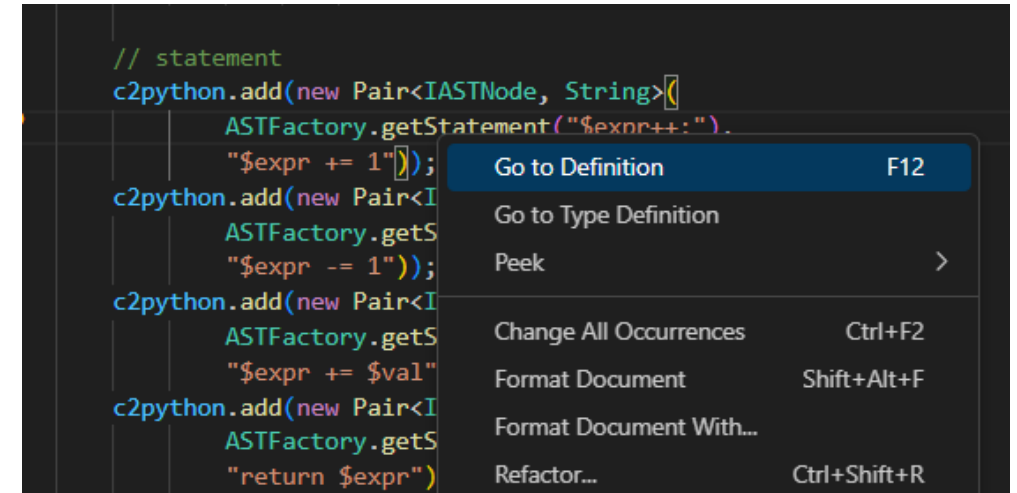 // statement
c2python.add(new Pair<IASTNode, String>(
ASTFactory.getStatement("$expr++;"),
"$expr += 1"));
c2python.add(new Pair<I
ASTFactory.getS
"$expr -= 1"));
c2python.add(new Pair<I
ASTFactory.getS
"$expr += $val"
c2python.add(new Pair<I
ASTFactory.getS
"return $expr")
Go to Definition F12
Go to Type Definition
Peek >
Change All Occurrences Ctrl+F2
Format Document Shift+Alt+F
Format Document With...
Refactor... Ctrl+Shift+R